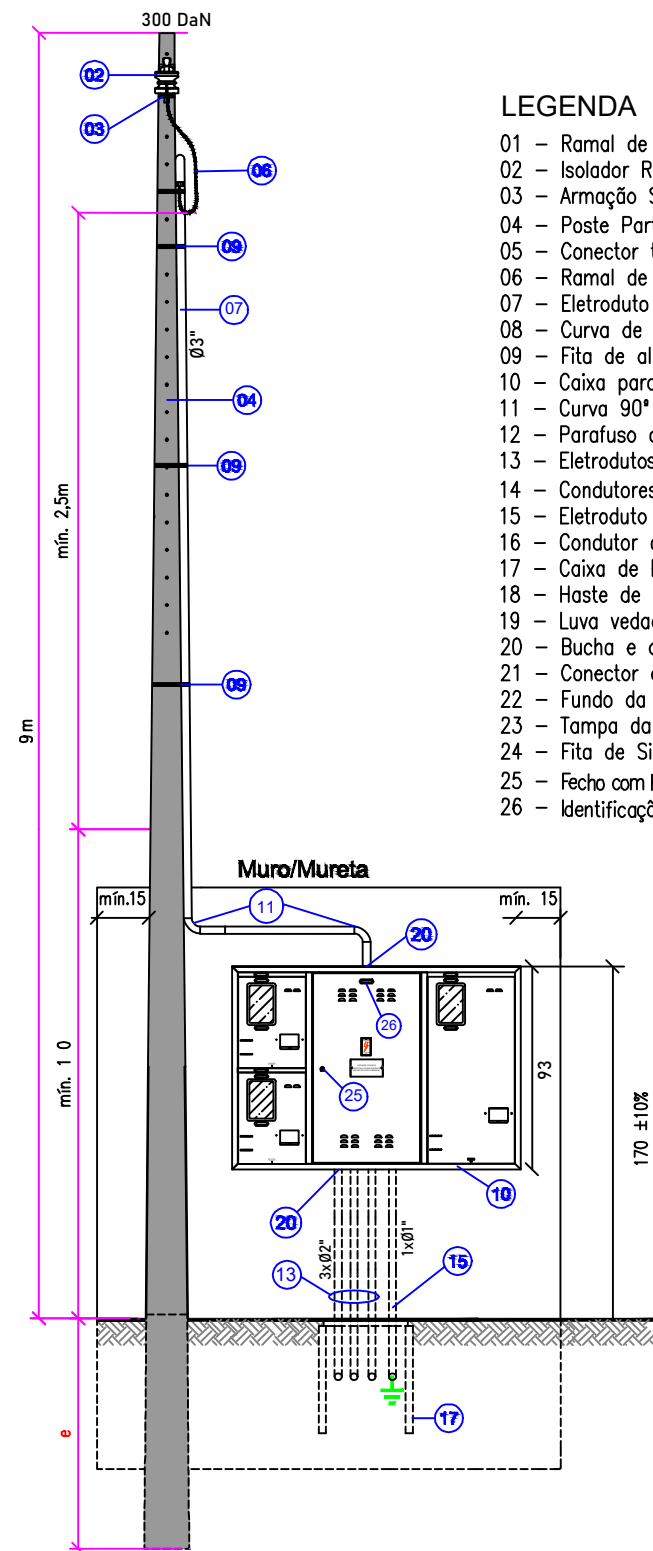 300 DaN
02
03
06
09
07
Ø3"
04
09
09
mín. 2,5m
9m
mín. 1 0
e
LEGENDA
01 – Ramal de
02 – Isolador R
03 – Armação S
04 – Poste Part
05 – Conector t
06 – Ramal de
07 – Eletroduto
08 – Curva de
09 – Fita de al
10 – Caixa para
11 – Curva 90°
12 – Parafuso
13 – Eletrodutos
14 – Condutores
15 – Eletroduto
16 – Condutor
17 – Caixa de
18 – Haste de
19 – Luva veda
20 – Bucha e
21 – Conector
22 – Fundo da
23 – Tampa da
24 – Fita de Si
25 – Fecho com
26 – Identificaçõ
Muro/Mureta
mín.15
mín. 15
11
20
26
25
93
170 ±10%
10
20
3xØ2"
1xØ1"
13
15
17